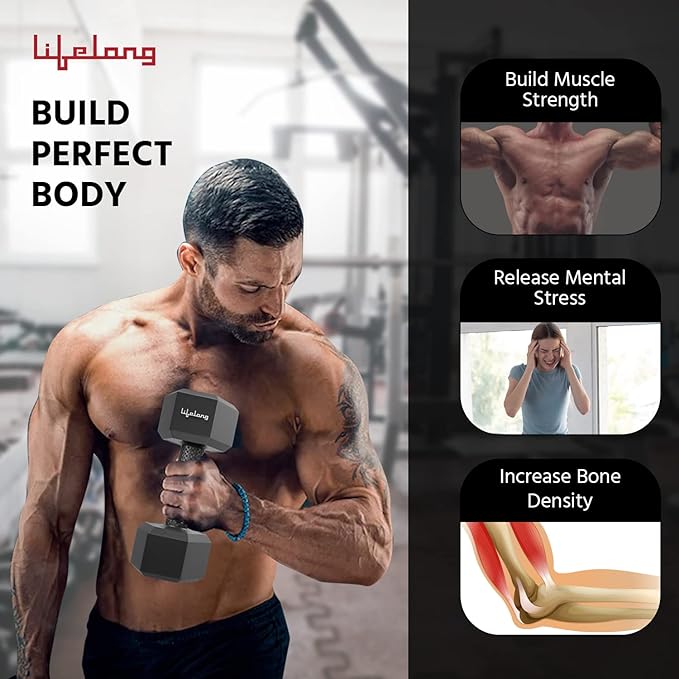 Lifelong
BUILD
PERFECT
BODY
lifelong
Build Muscle
Strength
Release Mental
Stress
Increase Bone
Density